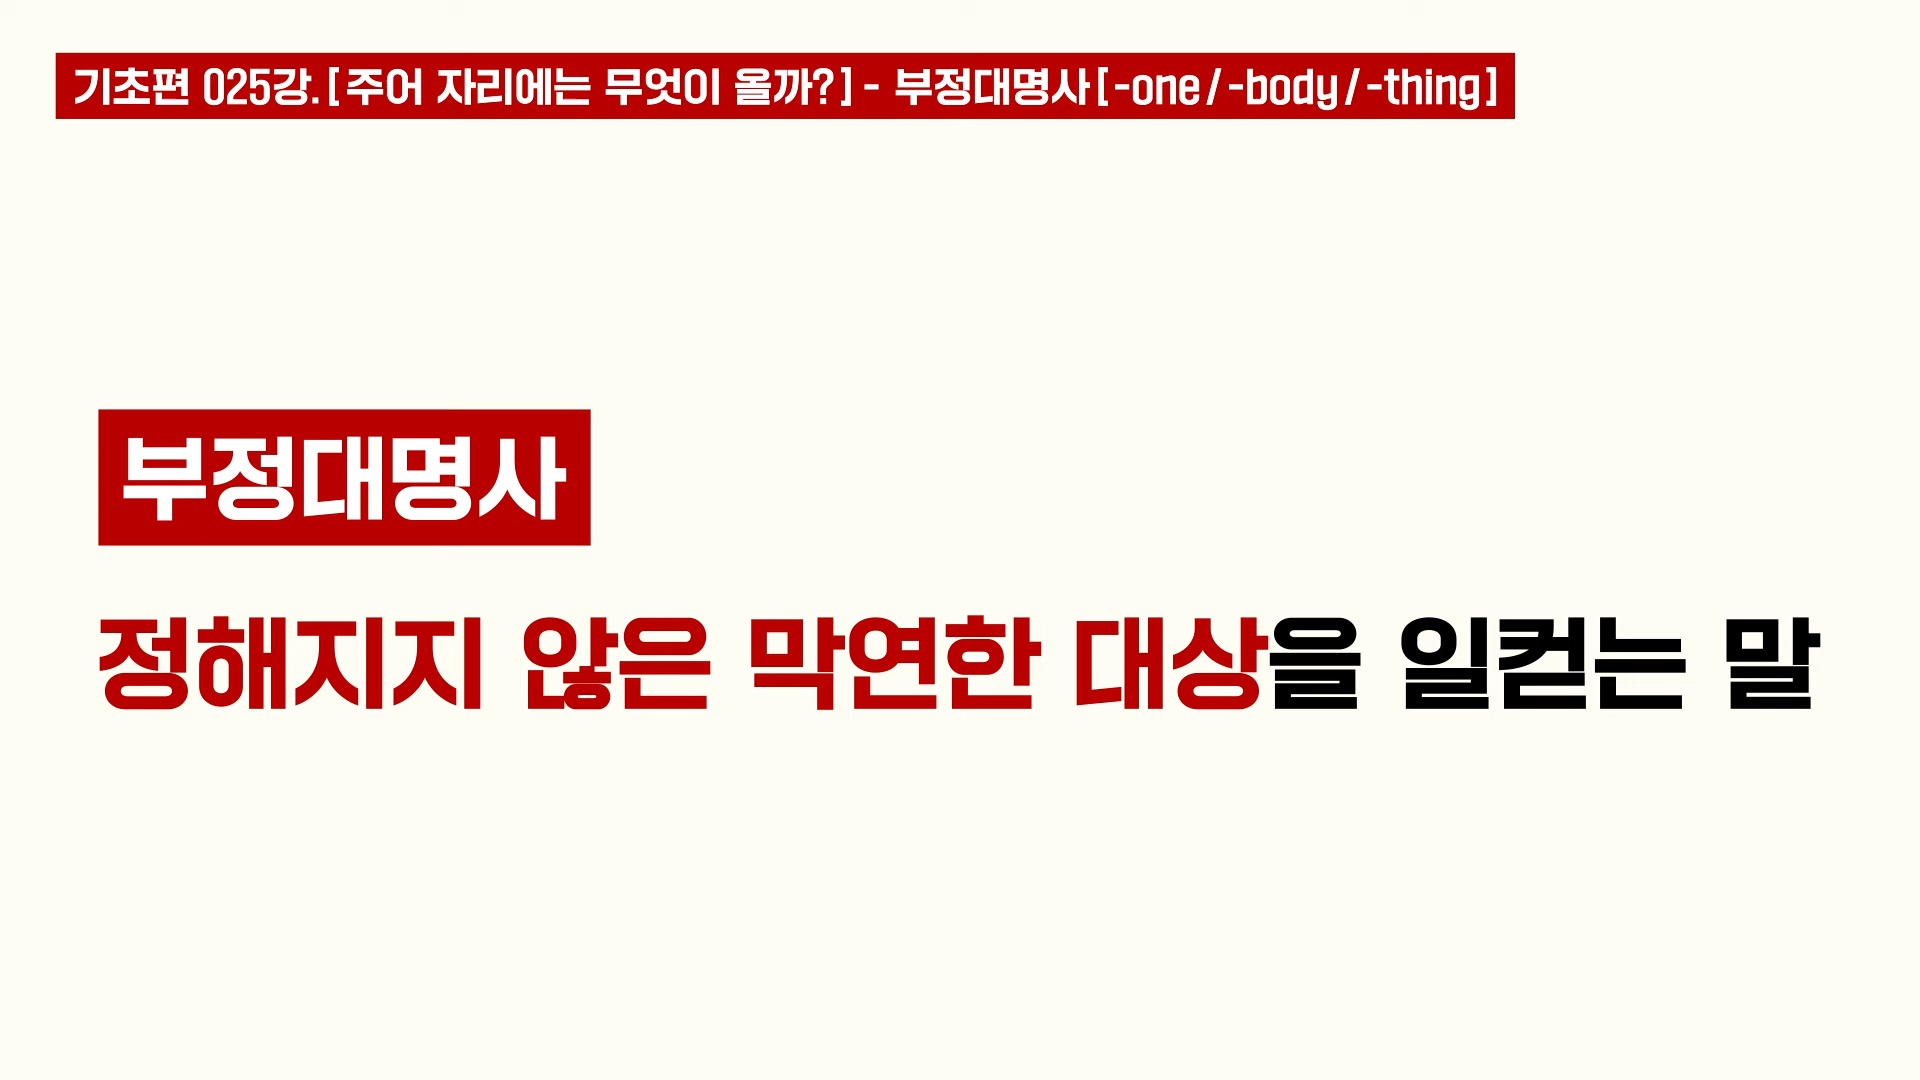 기초편 025강. [주어 자리에는 무엇이 올까?] - 부정대명사 [-one / -body / -thing]
부정대명사
정해지지 않은 막연한 대상을 일컫는 말